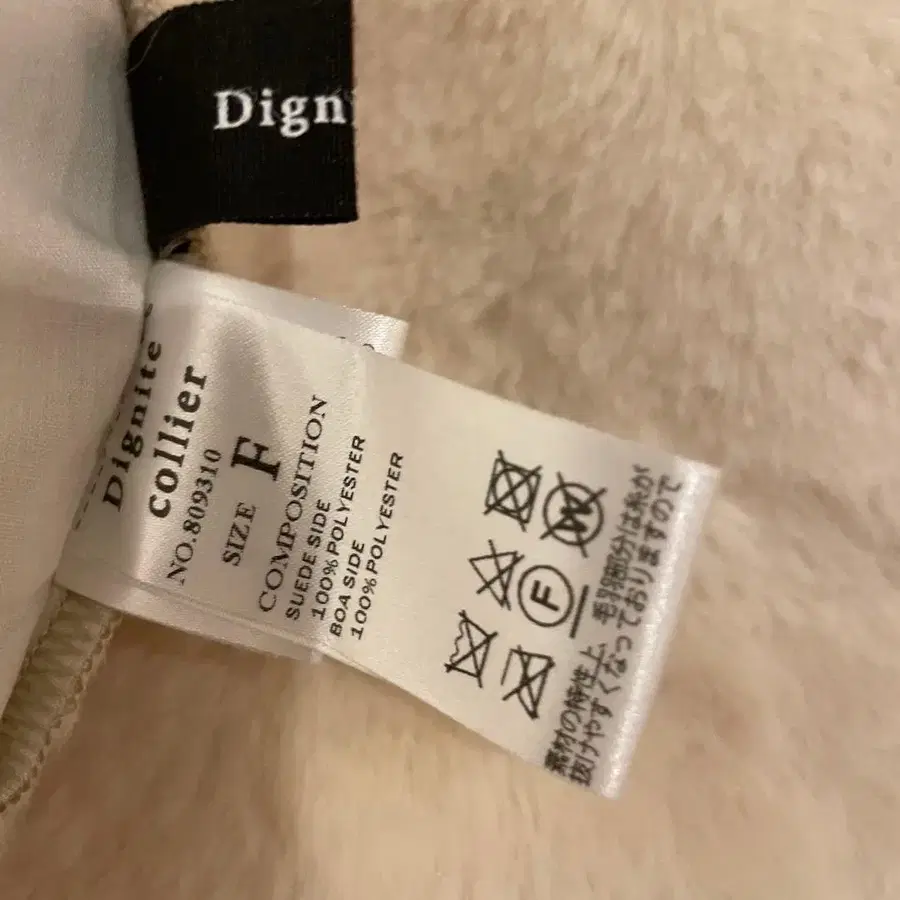 Dign
Dignite
collier
NO.809310
SIZE F
COMPOSITION
SUEDE SIDE
100%POLYESTER
BOA SIDE
100%POLYESTER
W
F
素材の特性上、毛羽部分は糸が
抜けやすくなっておりますので